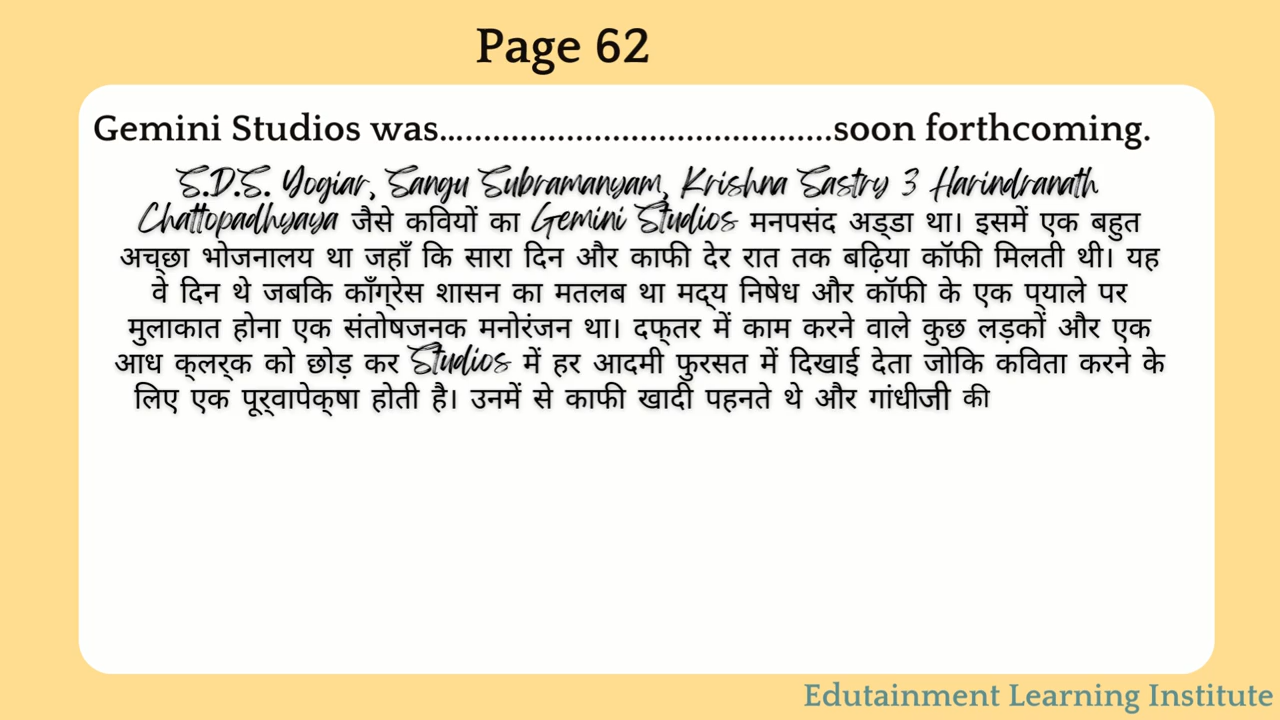 Page 62
Gemini Studios was.............................................soon forthcoming.
S.D.S. Yogiar, Sangu Subramanyam, Krishna Sastry 3 Harindranath
Chattopadhyaya जैसे कवियों का Gemini Studios मनपसंद अड्डा था। इसमें एक बहुत
अच्छा भोजनालय था जहाँ कि सारा दिन और काफी देर रात तक बढ़िया कॉफी मिलती थी। यह
वे दिन थे जबकि काँग्रेस शासन का मतलब था मद्य निषेध और कॉफी के एक प्याले पर
मुलाकात होना एक संतोषजनक मनोरंजन था। दफ्तर में काम करने वाले कुछ लड़कों और एक
आध क्लर्क को छोड़ कर Studios में हर आदमी फुरसत में दिखाई देता जोकि कविता करने के
लिए एक पूर्वापेक्षा होती है। उनमें से काफी खादी पहनते थे और गांधीजी की
Edutainment Learning Institute